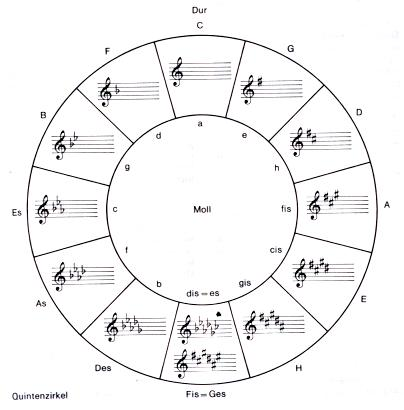 Dur
C
F
G
B
D
a
d
e
g
h
Es
c
Moll
fis
A
f
cis
As
b
gis
E
dis = es
Des
H
Quintenzirkel
Fis = Ges